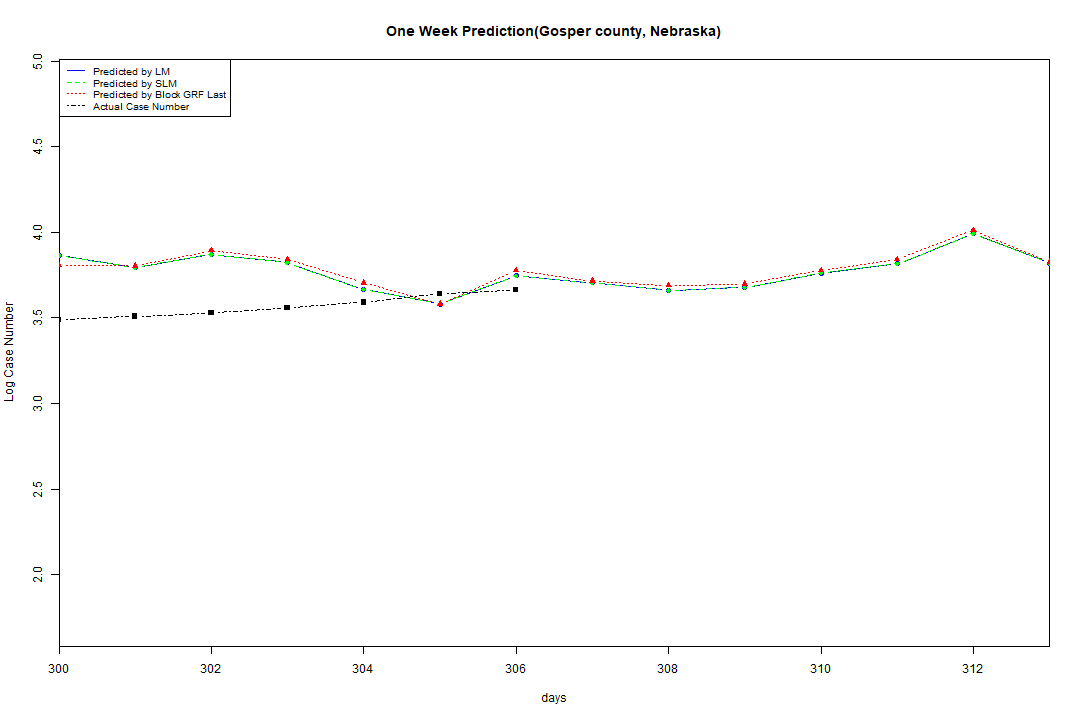 One Week Prediction(Gosper county, Nebraska)
Predicted by LM
Predicted by SLM
Predicted by Block GRF Last
Actual Case Number
5.0
4.5
4.0
3.5
3.0
2.5
2.0
Log Case Number
300 302 304 306 308 310 312
days